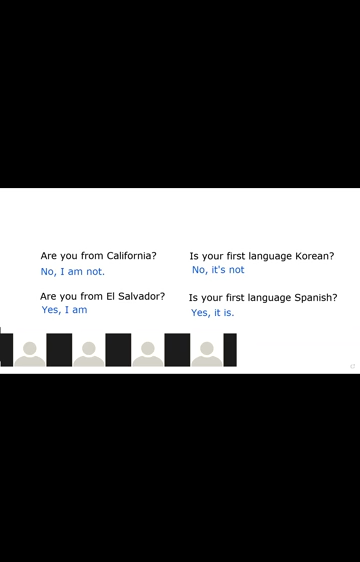 Are you from California?
No, I am not.
Are you from El Salvador?
Yes, I am
Is your first language Korean?
No, it's not
Is your first language Spanish?
Yes, it is.